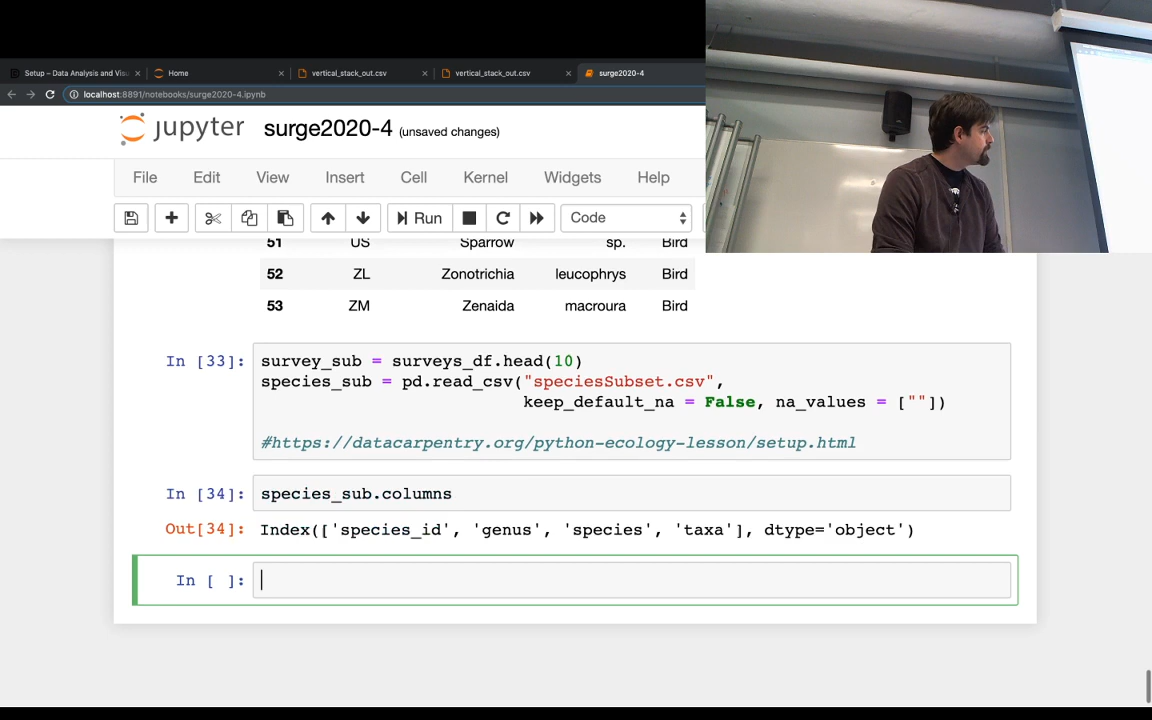 Setup – Data Analysis and Visu
Home
vertical_stack_out.csv
vertical_stack_out.csv
surge2020-4
localhost:8891/notebooks/surge2020-4.ipynb
jupyter surge2020-4 (unsaved changes)
File Edit View Insert Cell Kernel Widgets Help
Run Code
51 US Sparrow sp. Bird
52 ZL Zonotrichia leucophrys Bird
53 ZM Zenaida macroura Bird
In [33]: survey_sub = surveys_df.head(10)
species_sub = pd.read_csv("speciesSubset.csv",
keep_default_na = False, na_values = [""])
#https://datacarpentry.org/python-ecology-lesson/setup.html
In [34]: species_sub.columns
Out[34]: Index(['species_id', 'genus', 'species', 'taxa'], dtype='object')
In [ ]: